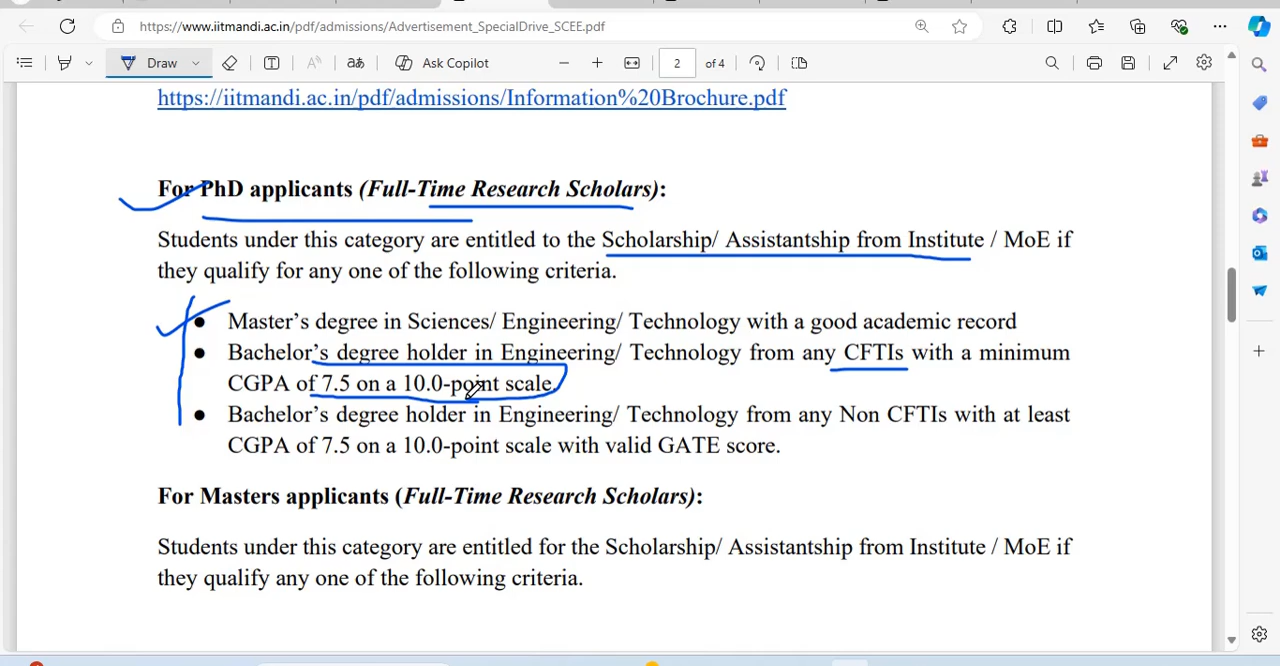 https://www.iitmandi.ac.in/pdf/admissions/Advertisement_SpecialDrive_SCEE.pdf
Draw
aあ
Ask Copilot
2 of 4
https://iitmandi.ac.in/pdf/admissions/Information%20Brochure.pdf
For PhD applicants (Full-Time Research Scholars):
Students under this category are entitled to the Scholarship/ Assistantship from Institute / MoE if
they qualify for any one of the following criteria.
● Master’s degree in Sciences/ Engineering/ Technology with a good academic record
● Bachelor’s degree holder in Engineering/ Technology from any CFTIs with a minimum
CGPA of 7.5 on a 10.0-point scale.
● Bachelor’s degree holder in Engineering/ Technology from any Non CFTIs with at least
CGPA of 7.5 on a 10.0-point scale with valid GATE score.
For Masters applicants (Full-Time Research Scholars):
Students under this category are entitled for the Scholarship/ Assistantship from Institute / MoE if
they qualify any one of the following criteria.